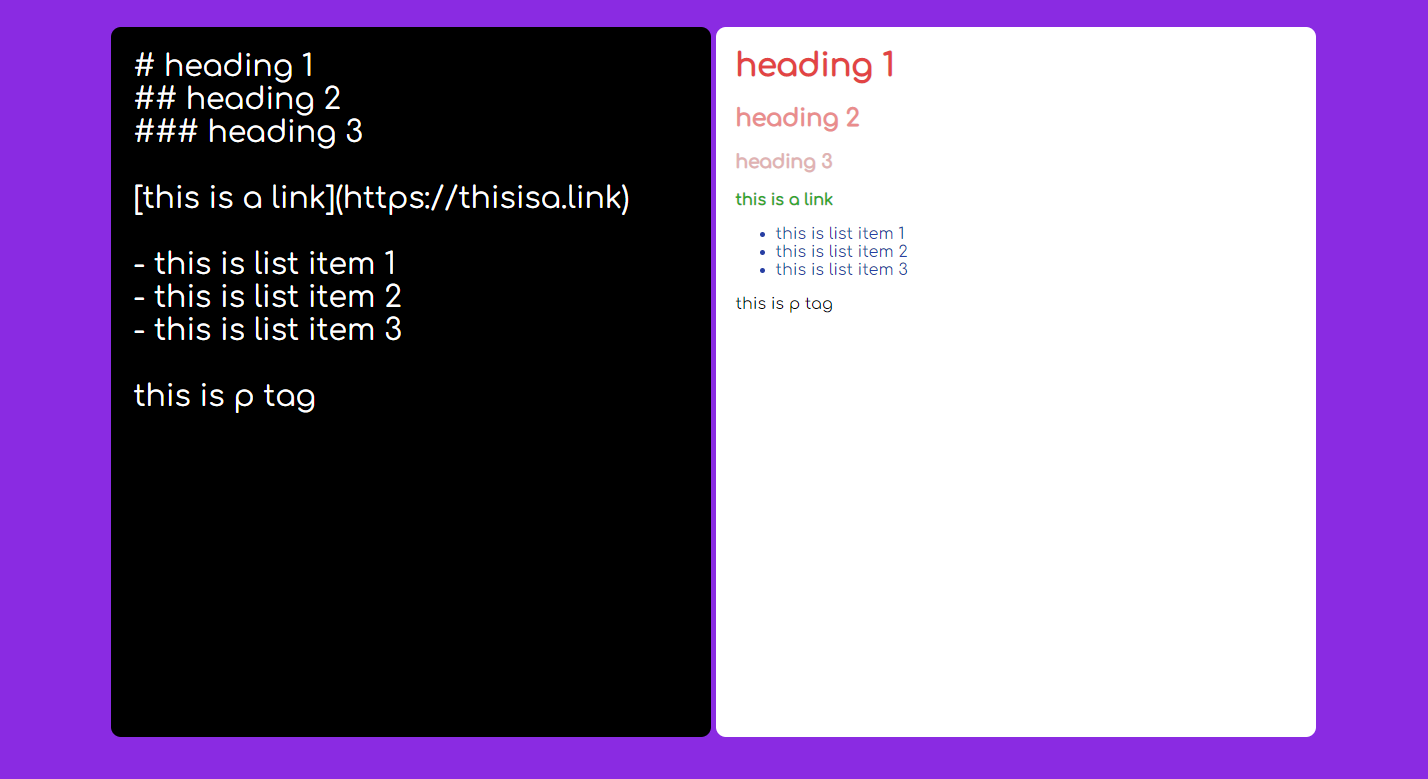 # heading 1
## heading 2
### heading 3
[this is a link](https://thisisa.link)
- this is list item 1
- this is list item 2
- this is list item 3
this is p tag
heading 1
heading 2
heading 3
this is a link
• this is list item 1
• this is list item 2
• this is list item 3
this is p tag